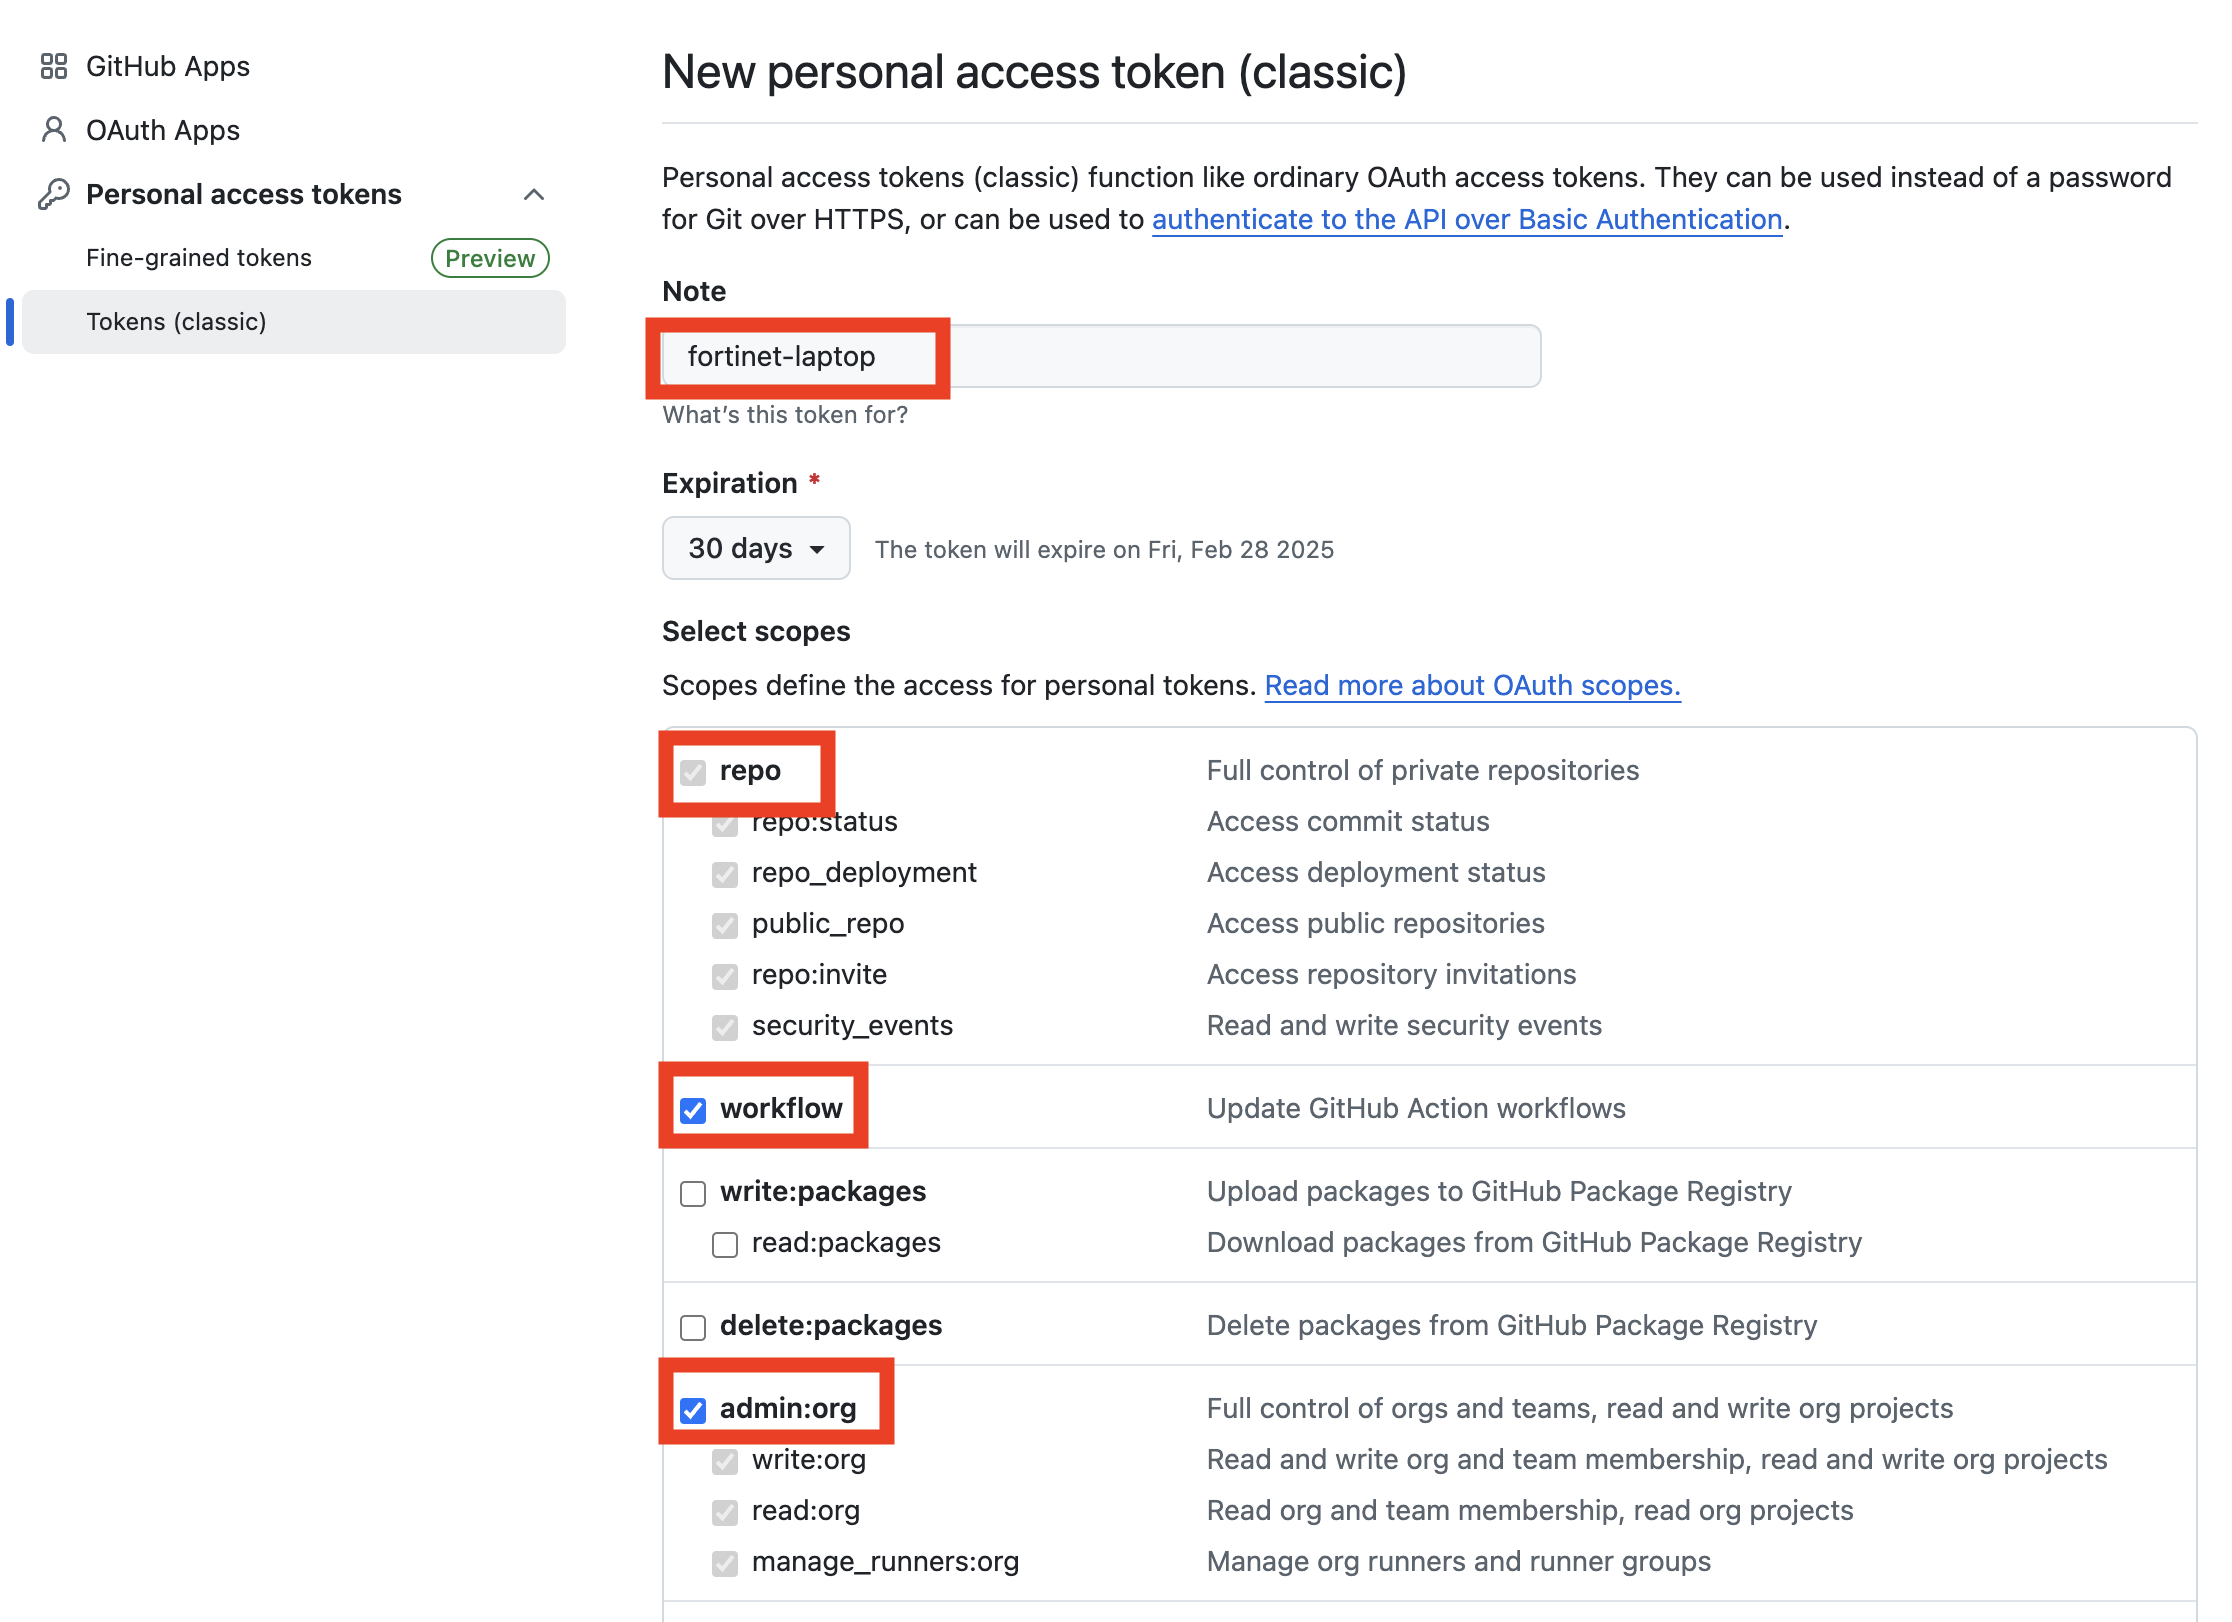 GitHub Apps
OAuth Apps
Personal access tokens
Fine-grained tokens Preview
Tokens (classic)
New personal access token (classic)
Personal access tokens (classic) function like ordinary OAuth access tokens. They can be used instead of a password
for Git over HTTPS, or can be used to authenticate to the API over Basic Authentication.
Note
fortinet-laptop
What's this token for?
Expiration *
30 days The token will expire on Fri, Feb 28 2025
Select scopes
Scopes define the access for personal tokens. Read more about OAuth scopes.
repo Full control of private repositories
repo:status Access commit status
repo_deployment Access deployment status
public_repo Access public repositories
repo:invite Access repository invitations
security_events Read and write security events
workflow Update GitHub Action workflows
write:packages Upload packages to GitHub Package Registry
read:packages Download packages from GitHub Package Registry
delete:packages Delete packages from GitHub Package Registry
admin:org Full control of orgs and teams, read and write org projects
write:org Read and write org and team membership, read and write org projects
read:org Read org and team membership, read org projects
manage_runners:org Manage org runners and runner groups